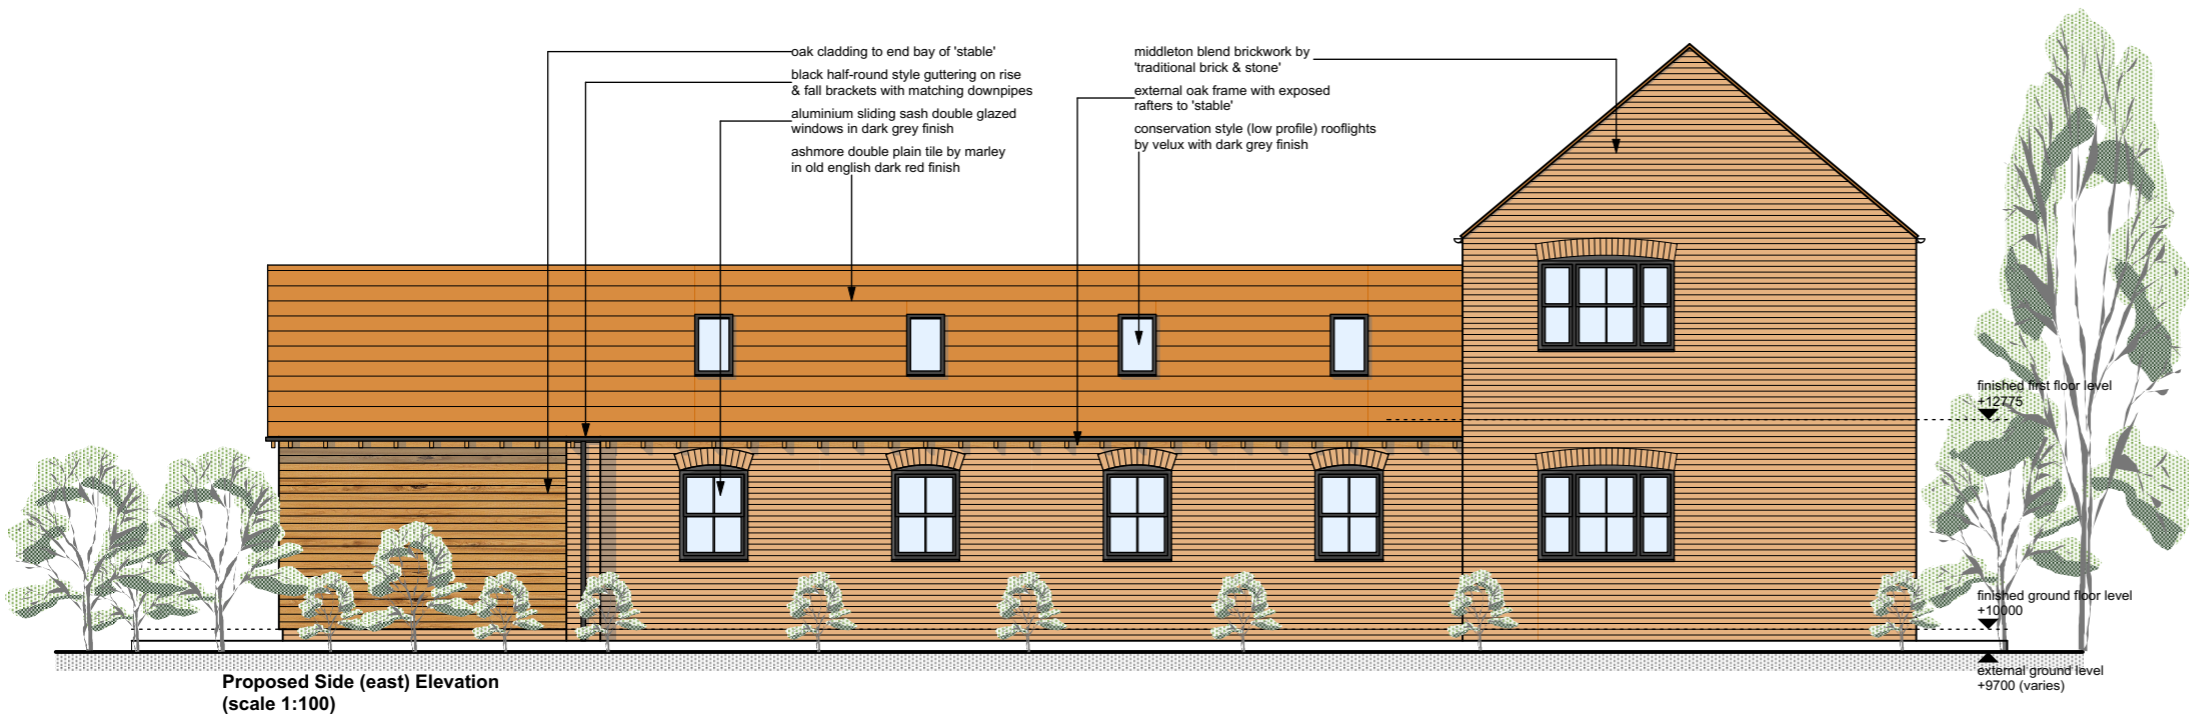 oak cladding to end bay of 'stable'
black half-round style guttering on rise
& fall brackets with matching downpipes
aluminium sliding sash double glazed
windows in dark grey finish
ashmore double plain tile by marley
in old english dark red finish
middleton blend brickwork by
'traditional brick & stone'
external oak frame with exposed
rafters to 'stable'
conservation style (low profile) rooflights
by velux with dark grey finish
finished first floor level
+12775
finished ground floor level
+10000
external ground level
+9700 (varies)
Proposed Side (east) Elevation
(scale 1:100)